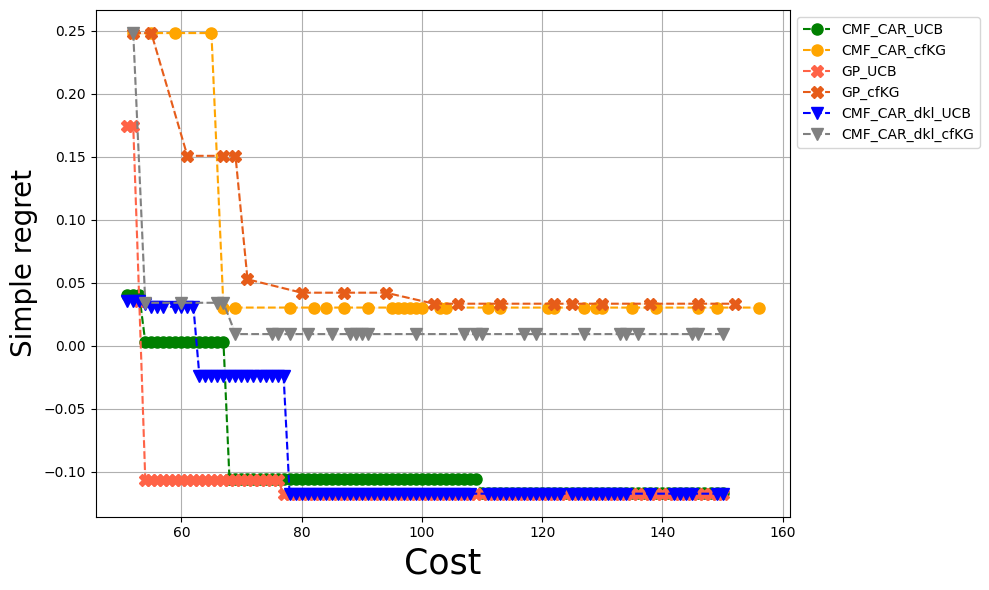 0.25
0.20
0.15
0.10
0.05
0.00
−0.05
−0.10
Simple regret
60
80
100
120
140
160
Cost
CMF_CAR_UCB
CMF_CAR_cfKG
GP_UCB
GP_cfKG
CMF_CAR_dkl_UCB
CMF_CAR_dkl_cfKG